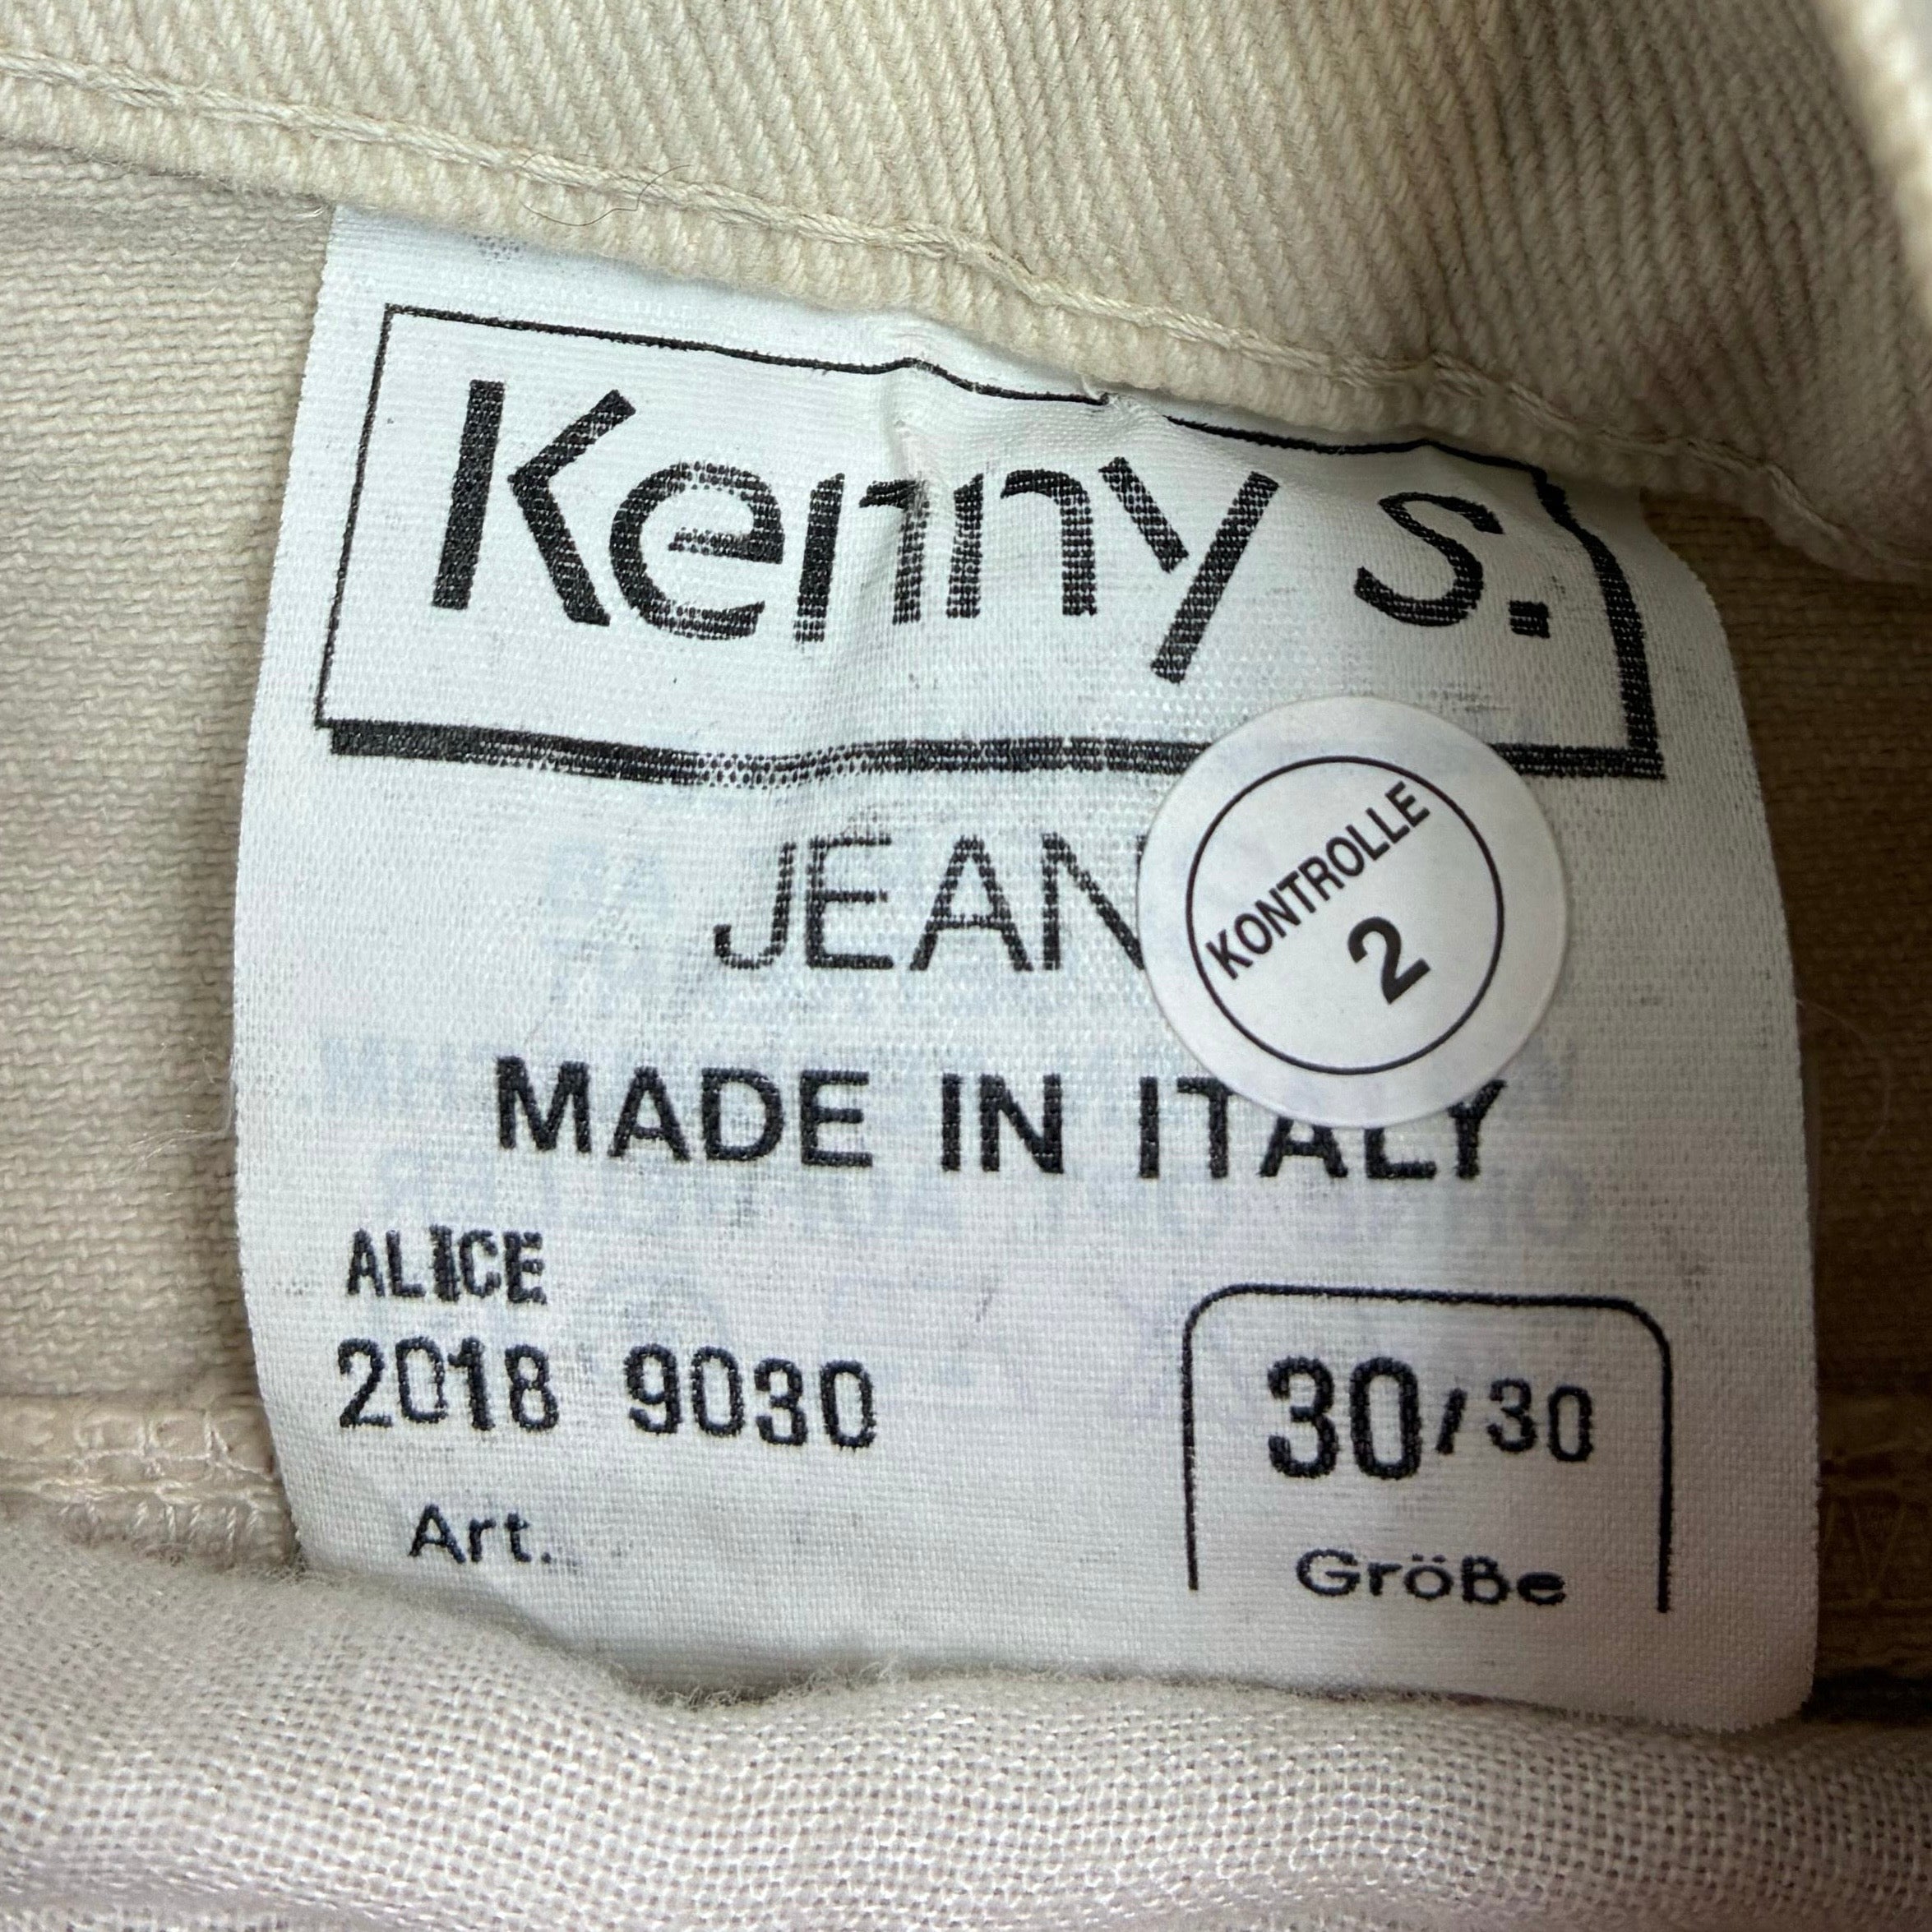 Kenny s.
JEAN
KONTROLLE
2
MADE IN ITALY
ALICE
2018 9030
30/30
Art.
Größe